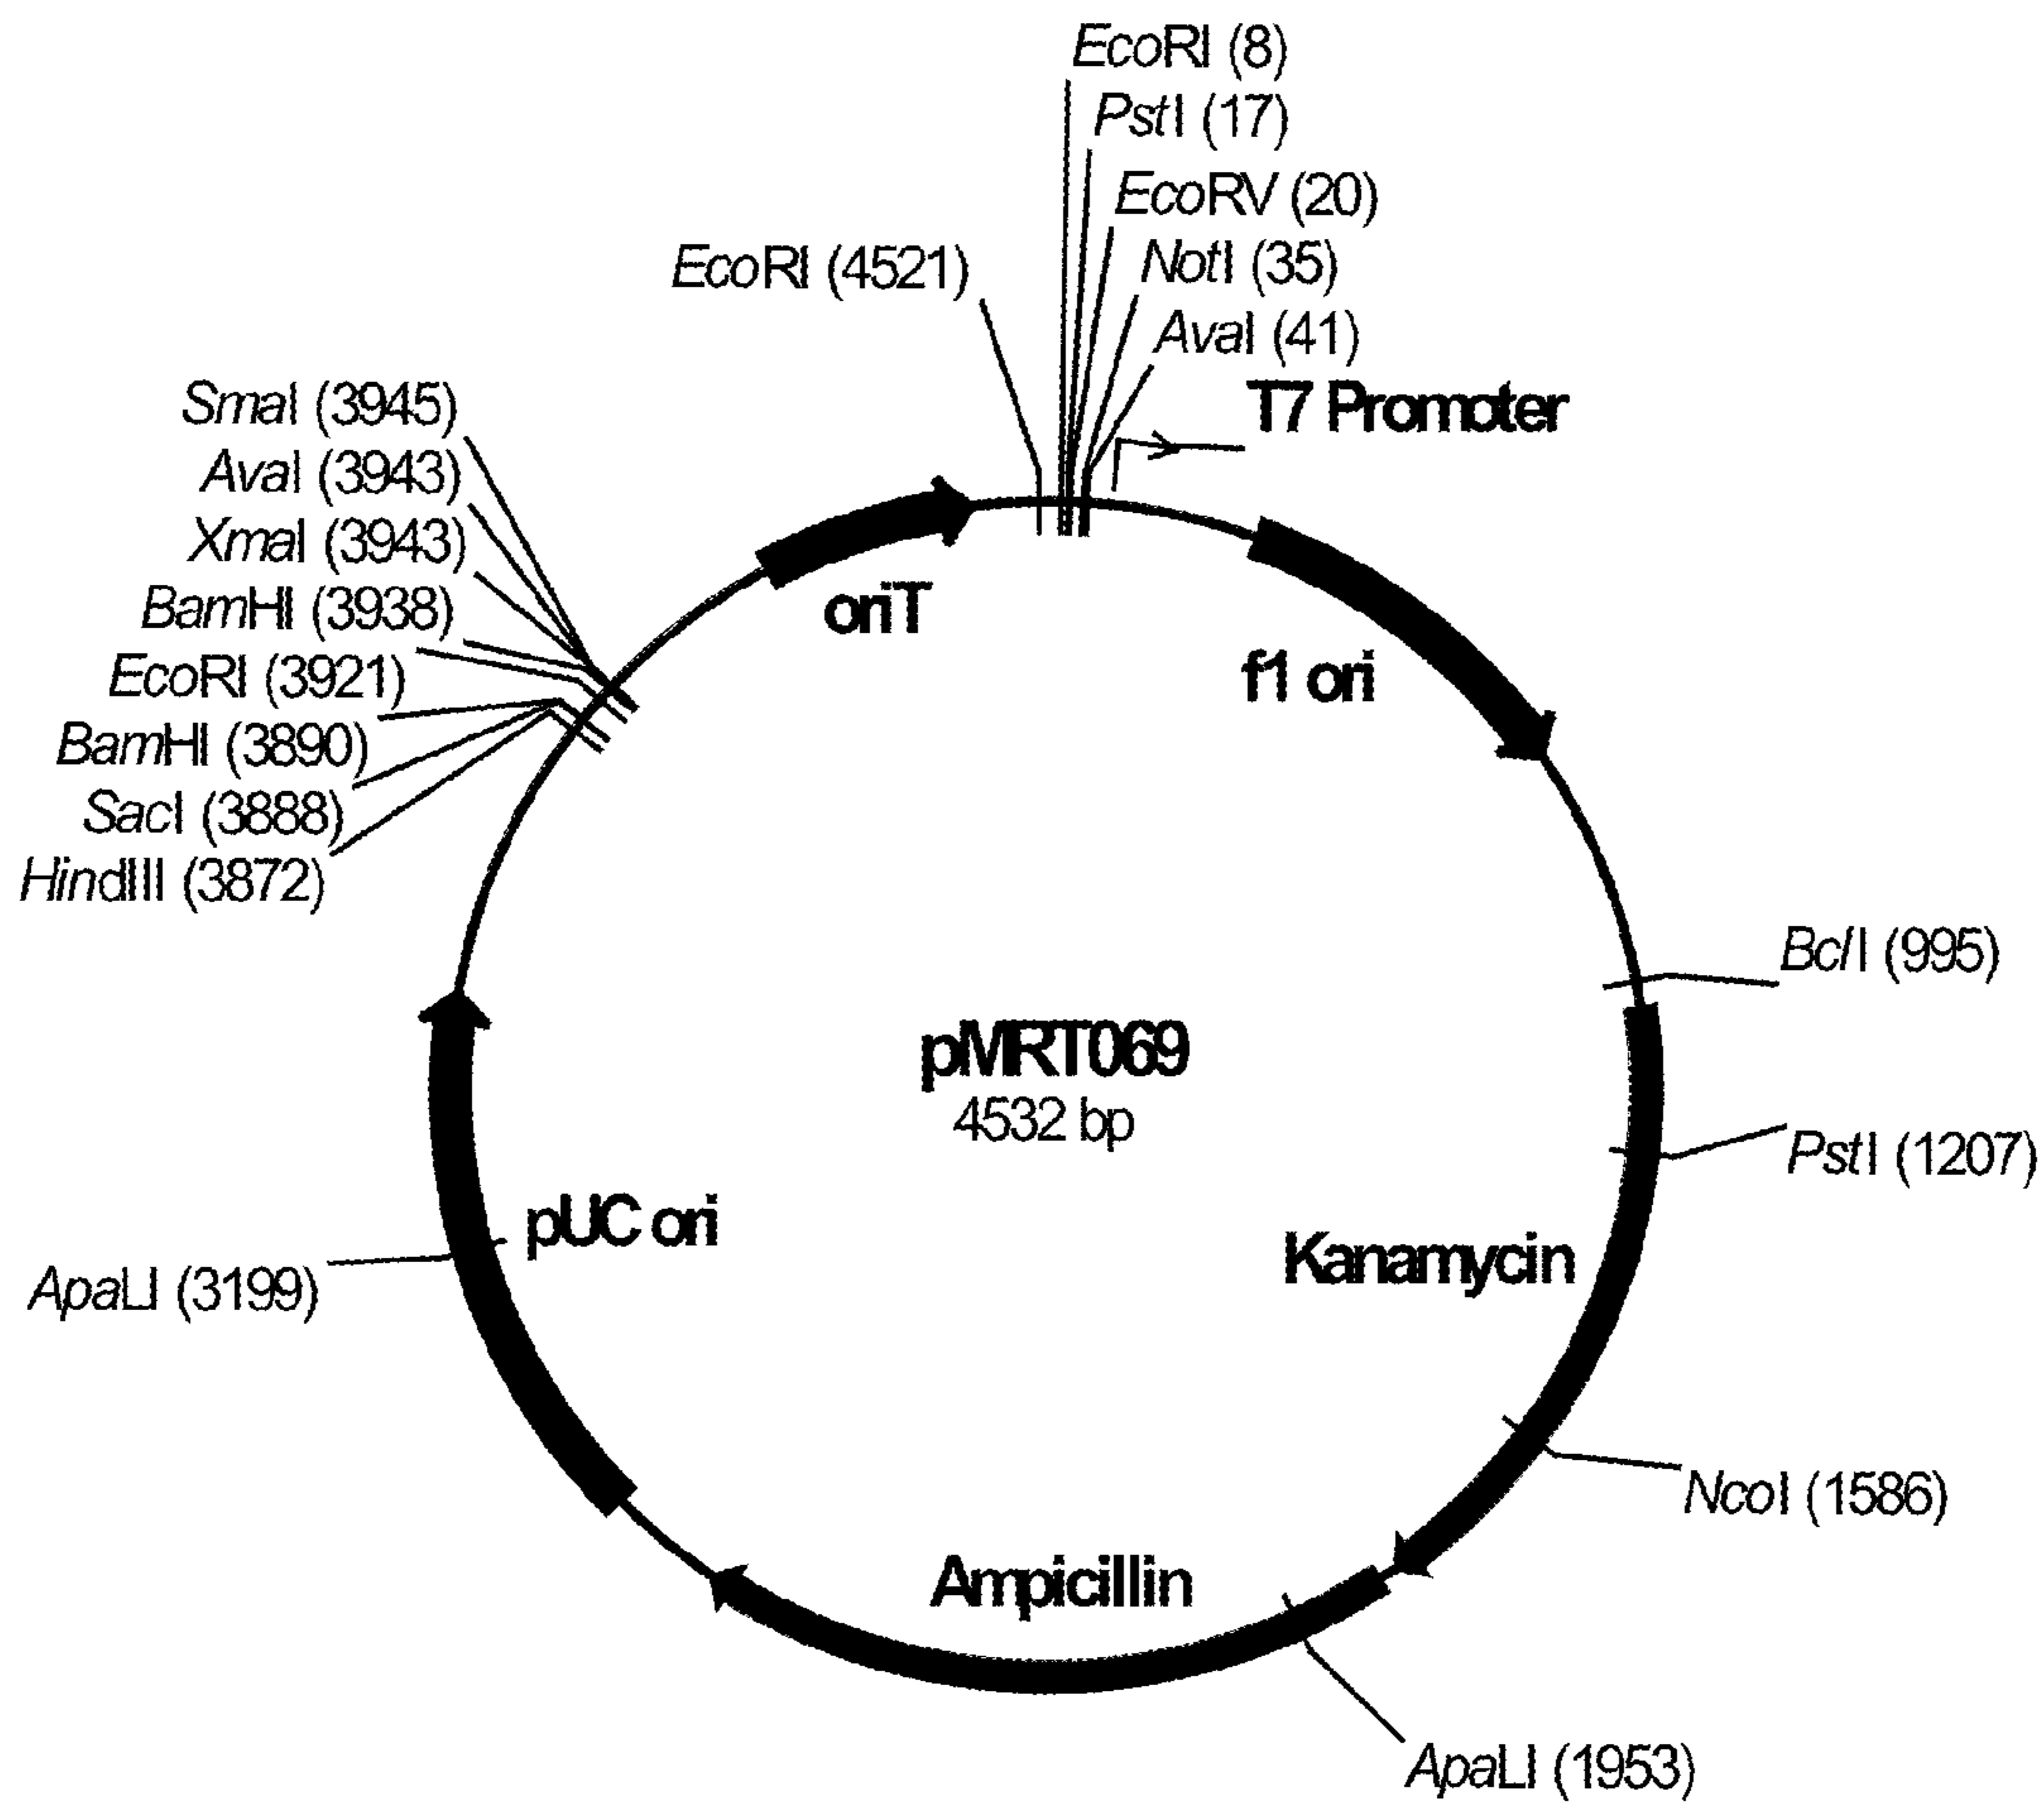 EcoRI (8)
PstI (17)
EcoRV (20)
NotI (35)
AvaI (41)
T7 Promoter
EcoRI (4521)
SmaI (3945)
AvaI (3943)
XmaI (3943)
BamHI (3938)
EcoRI (3921)
BamHI (3890)
SacI (3888)
HindIII (3872)
oriT
f1 ori
BclI (995)
pMRT069
4532 bp
PstI (1207)
pUC ori
Kanamycin
ApaLI (3199)
NcoI (1586)
Ampicillin
ApaLI (1953)